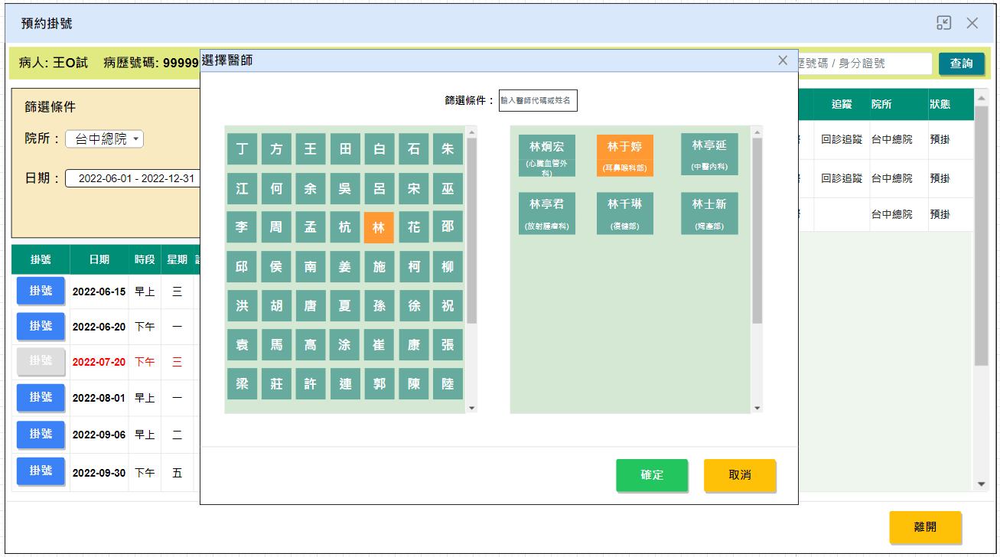 預約掛號
病人: 王O試 病歷號碼: 99999
歷號碼 / 身分證號
查詢
篩選條件
院所：
台中總院
日期：
2022-06-01 - 2022-12-31
掛號 日期 時段 星期
掛號 2022-06-15 早上 三
掛號 2022-06-20 下午 一
掛號 2022-07-20 下午 三
掛號 2022-08-01 早上 一
掛號 2022-09-06 早上 二
掛號 2022-09-30 下午 五
選擇醫師
篩選條件：
輸入醫師代碼或姓名
丁 方 王 田 白 石 朱
江 何 余 吳 呂 宋 巫
李 周 孟 杭 林 花 邵
邱 侯 南 姜 施 柯 柳
洪 胡 唐 夏 孫 徐 祝
袁 馬 高 涂 崔 康 張
梁 莊 許 連 郭 陳 陸
林炯宏
(心臟血管外
科)
林于婷
(耳鼻喉科部)
林亭延
(中醫內科)
林亭君
(放射腫瘤科)
林千琳
(復健部)
林士新
(婦產部)
確定
取消
追蹤 院所 狀態
回診追蹤 台中總院 預掛
回診追蹤 台中總院 預掛
台中總院 預掛
離開